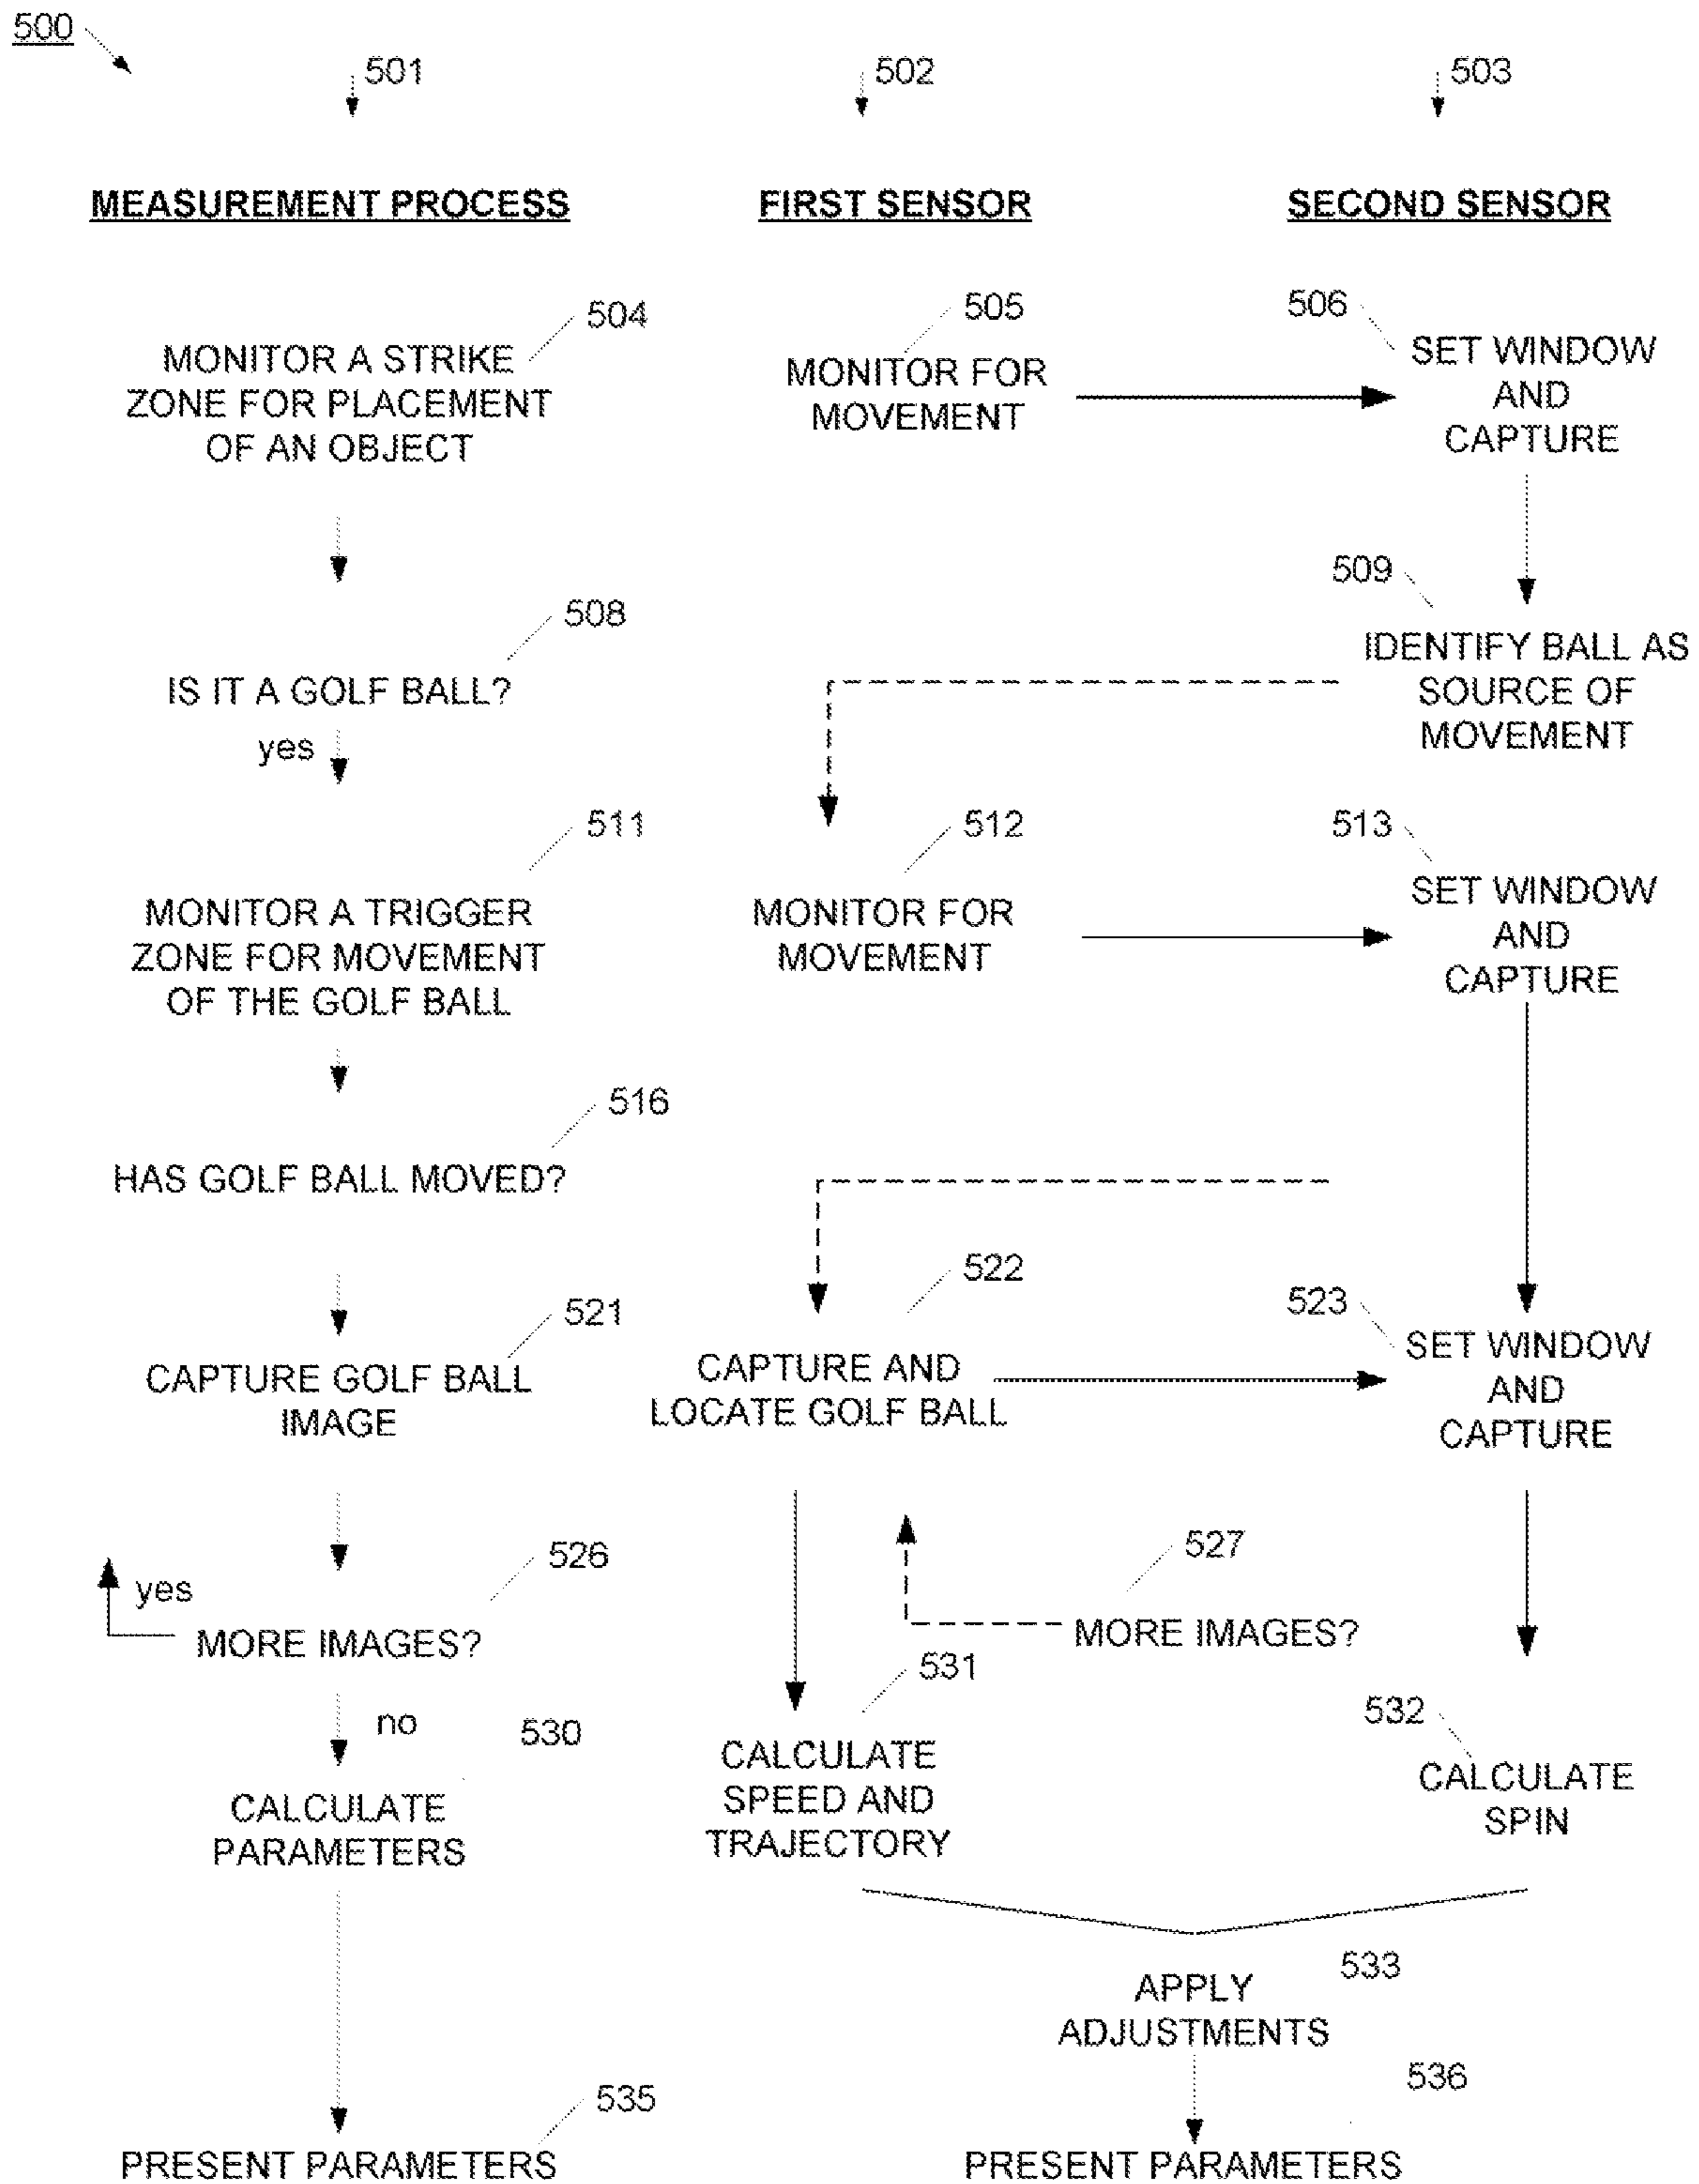 500
501
502
503
MEASUREMENT PROCESS
FIRST SENSOR
SECOND SENSOR
504
MONITOR A STRIKE
ZONE FOR PLACEMENT
OF AN OBJECT
505
MONITOR FOR
MOVEMENT
506
SET WINDOW
AND
CAPTURE
508
IS IT A GOLF BALL?
yes
509
IDENTIFY BALL AS
SOURCE OF
MOVEMENT
511
MONITOR A TRIGGER
ZONE FOR MOVEMENT
OF THE GOLF BALL
512
MONITOR FOR
MOVEMENT
513
SET WINDOW
AND
CAPTURE
516
HAS GOLF BALL MOVED?
521
CAPTURE GOLF BALL
IMAGE
522
CAPTURE AND
LOCATE GOLF BALL
523
SET WINDOW
AND
CAPTURE
526
yes
MORE IMAGES?
527
MORE IMAGES?
no
530
CALCULATE
PARAMETERS
531
CALCULATE
SPEED AND
TRAJECTORY
532
CALCULATE
SPIN
533
APPLY
ADJUSTMENTS
535
PRESENT PARAMETERS
536
PRESENT PARAMETERS